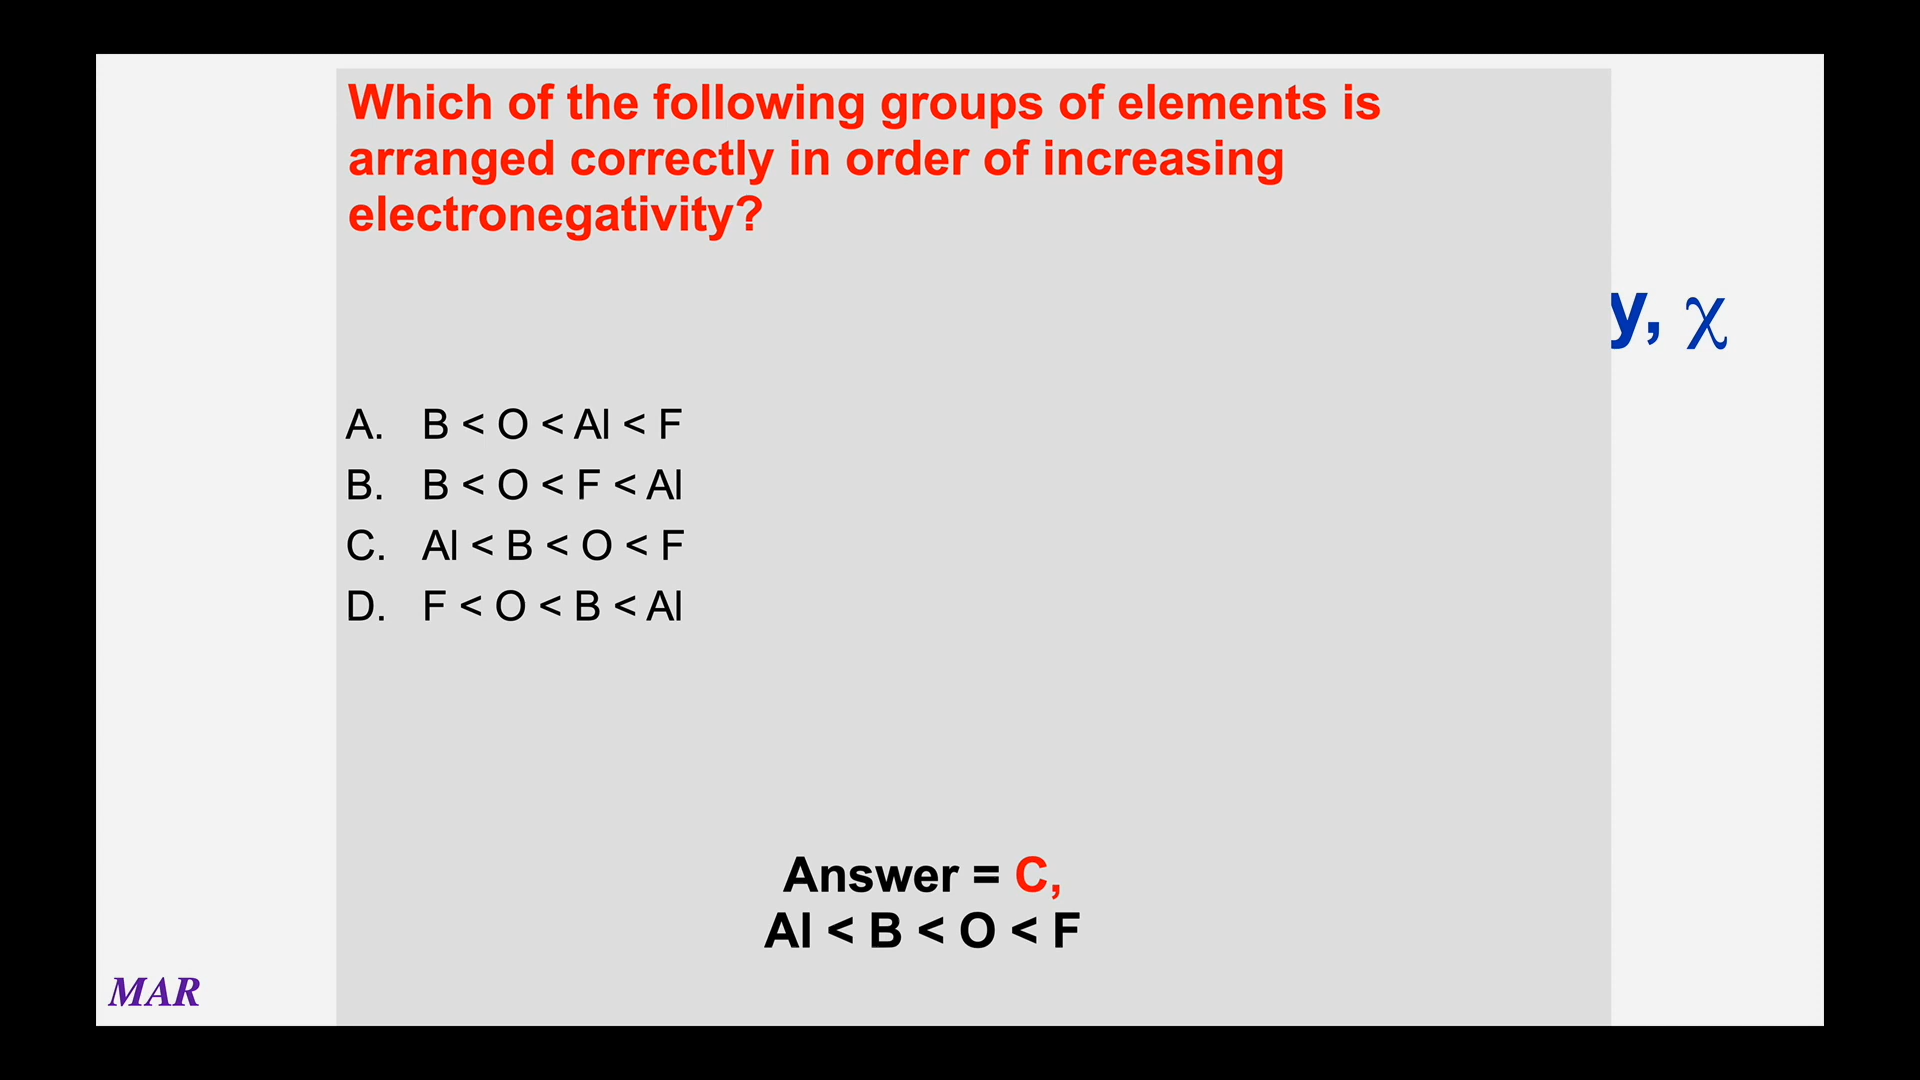 Which of the following groups of elements is
arranged correctly in order of increasing
electronegativity?
y, χ
A. B < O < Al < F
B. B < O < F < Al
C. Al < B < O < F
D. F < O < B < Al
Answer = C,
Al < B < O < F
MAR